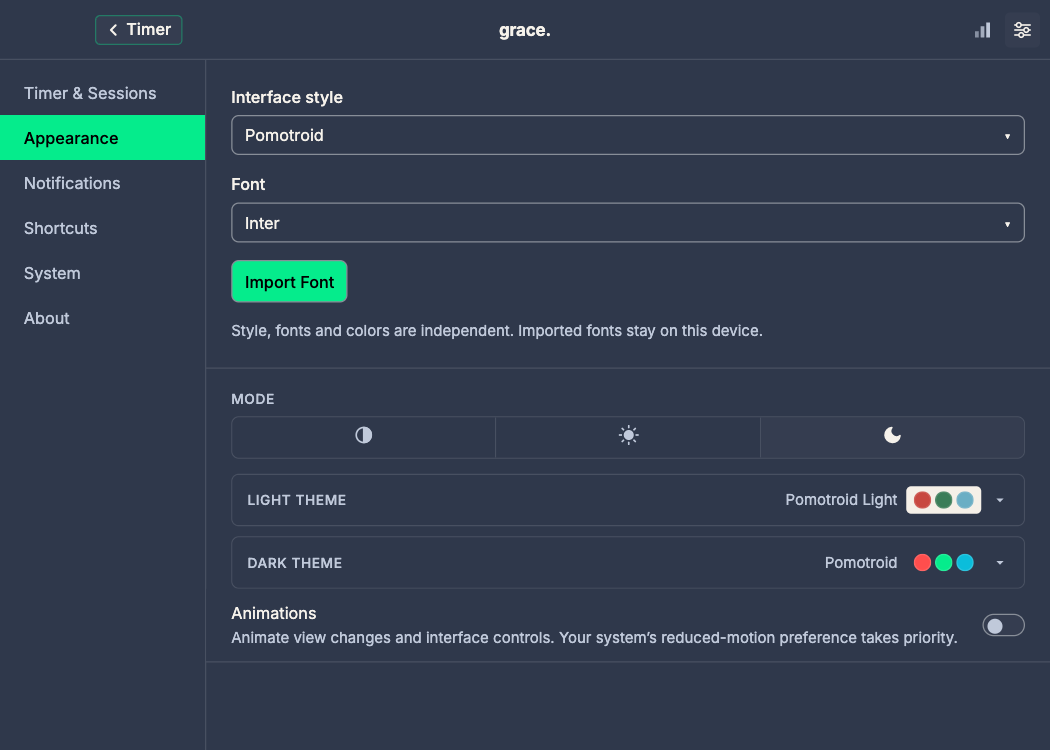 Timer
grace.
Timer & Sessions
Appearance
Notifications
Shortcuts
System
About
Interface style
Pomotroid
Font
Inter
Import Font
Style, fonts and colors are independent. Imported fonts stay on this device.
MODE
LIGHT THEME
Pomotroid Light
DARK THEME
Pomotroid
Animations
Animate view changes and interface controls. Your system’s reduced-motion preference takes priority.